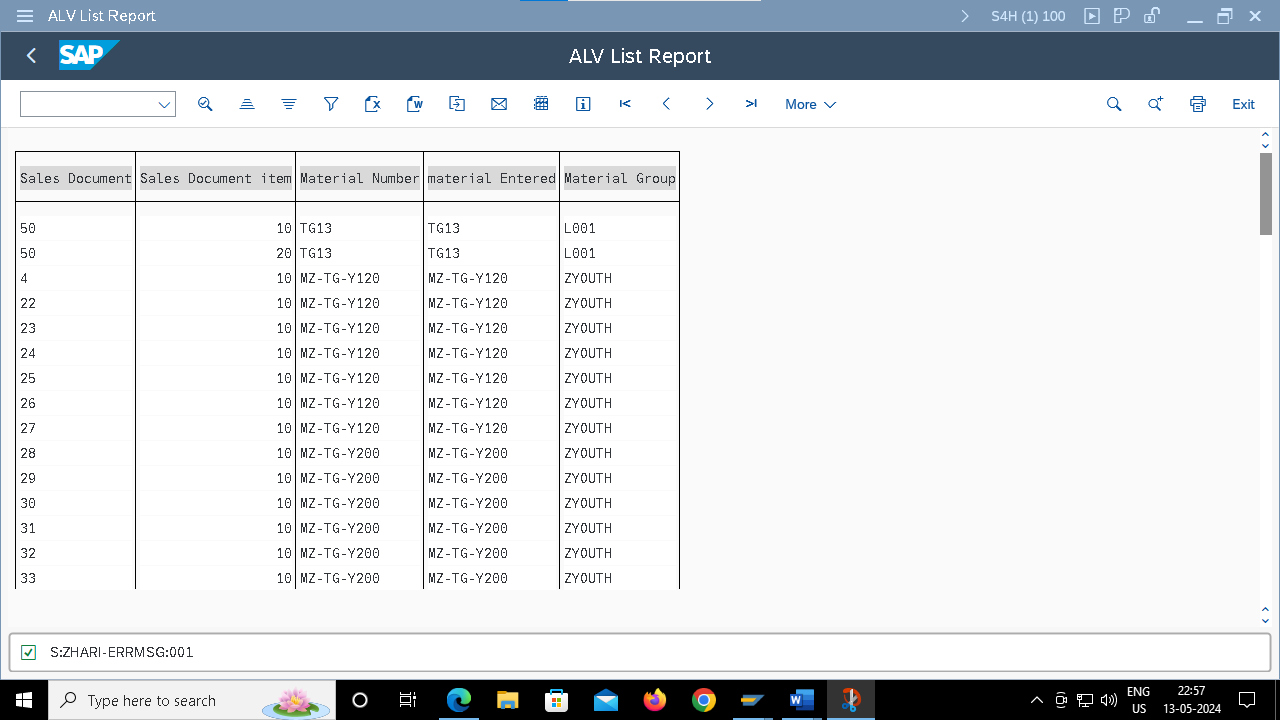 ALV List Report
S4H (1) 100
SAP
ALV List Report
More
Exit
Sales Document Sales Document item Material Number material Entered Material Group
50 10 TG13 TG13 L001
50 20 TG13 TG13 L001
4 10 MZ-TG-Y120 MZ-TG-Y120 ZYOUTH
22 10 MZ-TG-Y120 MZ-TG-Y120 ZYOUTH
23 10 MZ-TG-Y120 MZ-TG-Y120 ZYOUTH
24 10 MZ-TG-Y120 MZ-TG-Y120 ZYOUTH
25 10 MZ-TG-Y120 MZ-TG-Y120 ZYOUTH
26 10 MZ-TG-Y120 MZ-TG-Y120 ZYOUTH
27 10 MZ-TG-Y120 MZ-TG-Y120 ZYOUTH
28 10 MZ-TG-Y200 MZ-TG-Y200 ZYOUTH
29 10 MZ-TG-Y200 MZ-TG-Y200 ZYOUTH
30 10 MZ-TG-Y200 MZ-TG-Y200 ZYOUTH
31 10 MZ-TG-Y200 MZ-TG-Y200 ZYOUTH
32 10 MZ-TG-Y200 MZ-TG-Y200 ZYOUTH
33 10 MZ-TG-Y200 MZ-TG-Y200 ZYOUTH
S:ZHARI-ERRMSG:001
Type here to search
ENG
US
22:57
13-05-2024